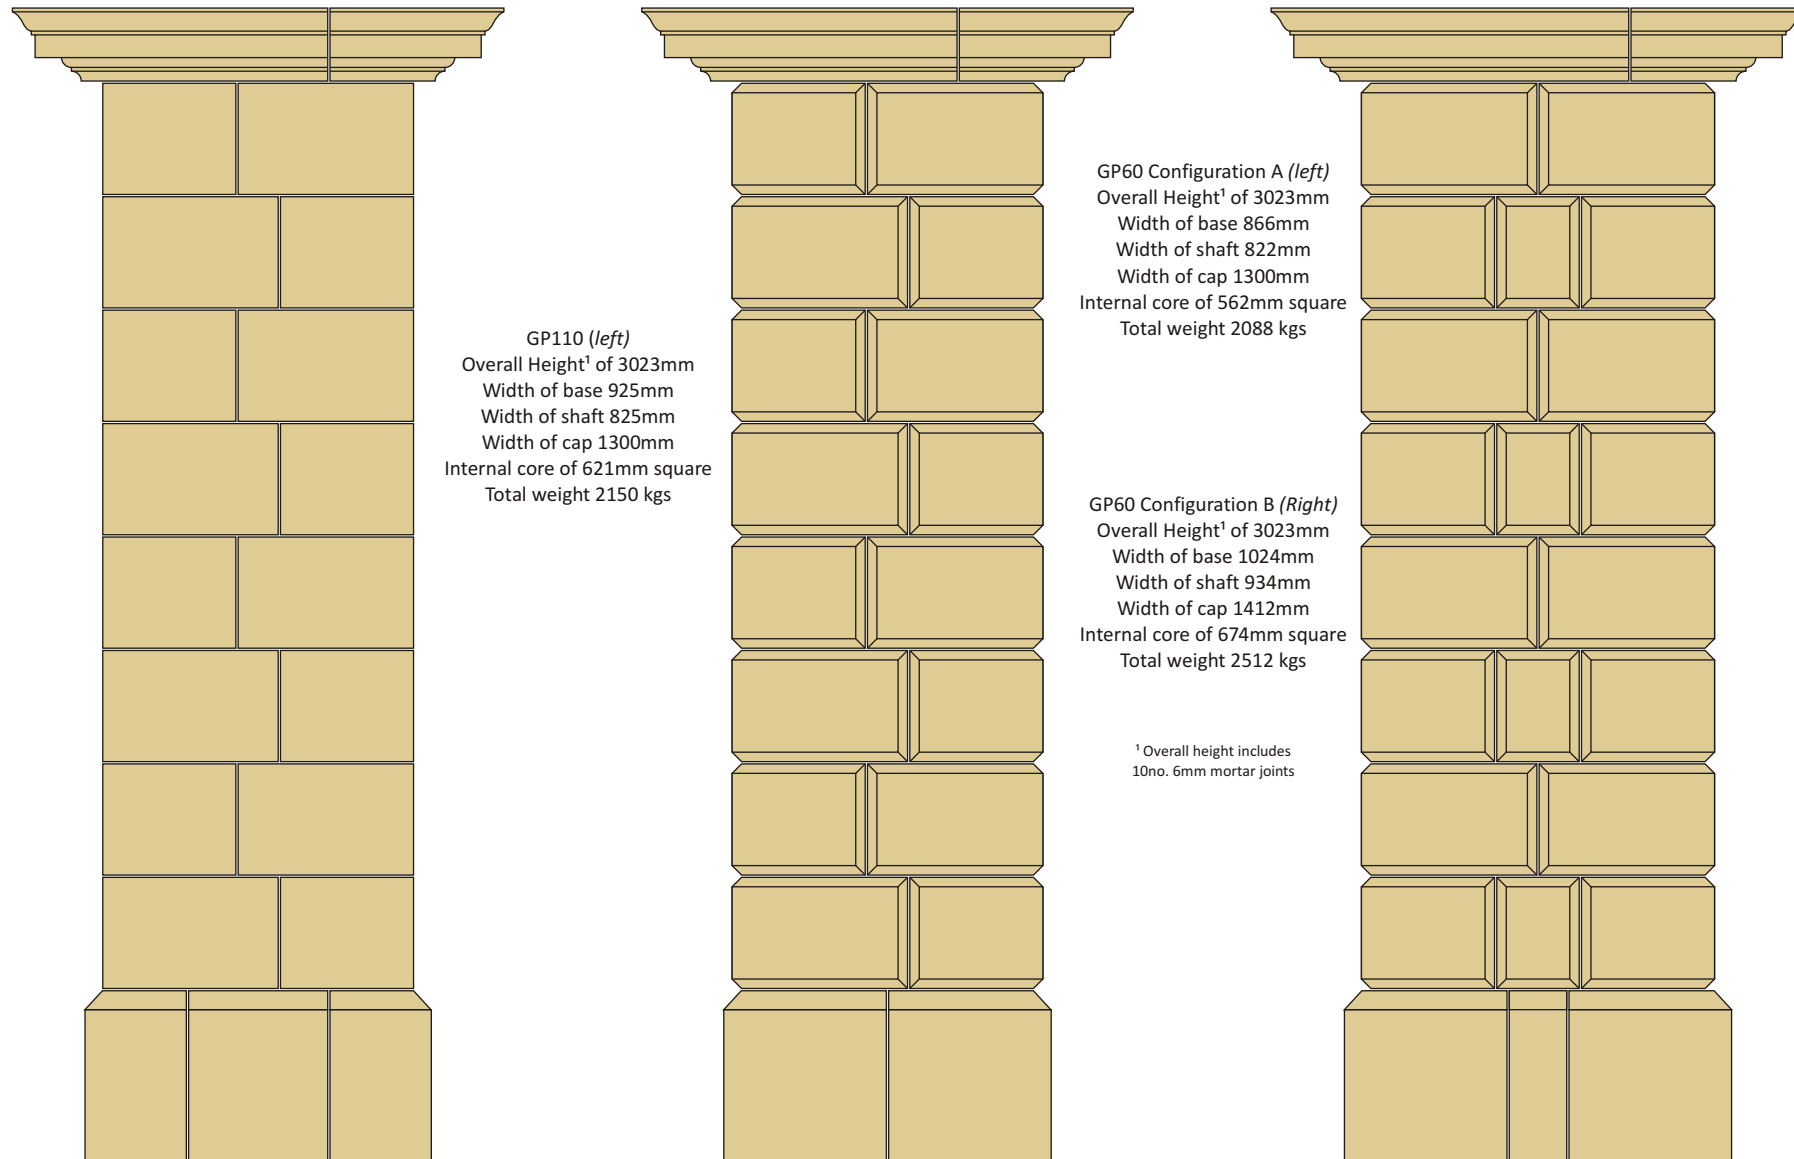 GP110 (left)
Overall Height¹ of 3023mm
Width of base 925mm
Width of shaft 825mm
Width of cap 1300mm
Internal core of 621mm square
Total weight 2150 kgs
GP60 Configuration A (left)
Overall Height¹ of 3023mm
Width of base 866mm
Width of shaft 822mm
Width of cap 1300mm
Internal core of 562mm square
Total weight 2088 kgs
GP60 Configuration B (Right)
Overall Height¹ of 3023mm
Width of base 1024mm
Width of shaft 934mm
Width of cap 1412mm
Internal core of 674mm square
Total weight 2512 kgs
¹ Overall height includes
10no. 6mm mortar joints